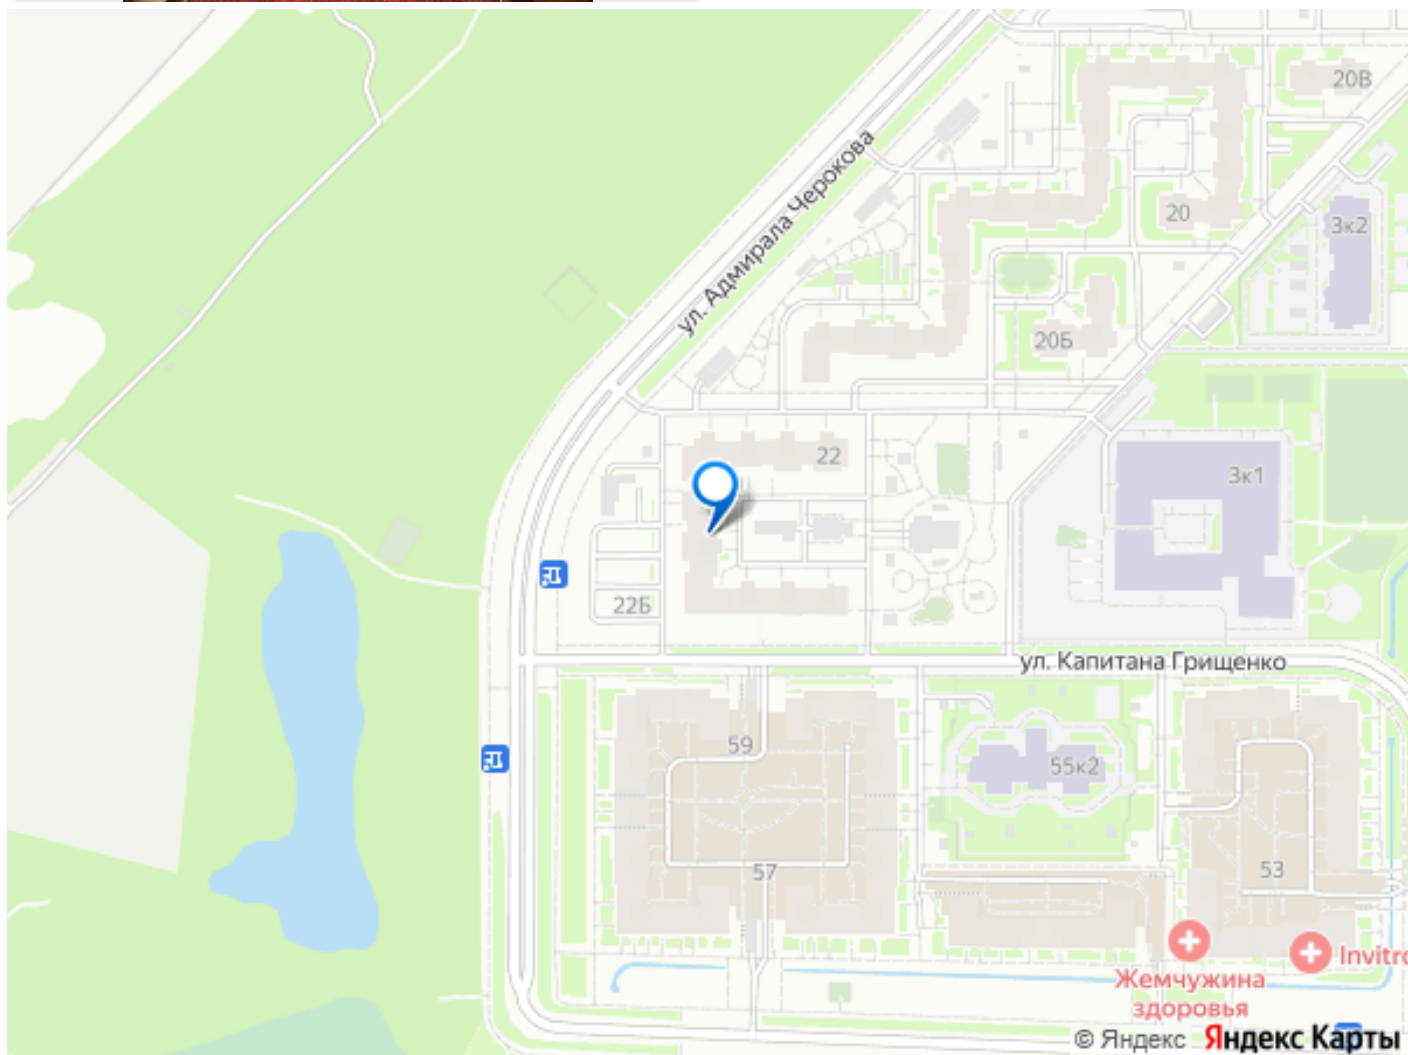 20В
ул. Адмирала Черокова
20
3к2
20Б
22
3к1
22Б
ул. Капитана Грищенко
59
55к2
57
53
Invitro
Жемчужина
здоровья
© Яндекс Яндекс Карты